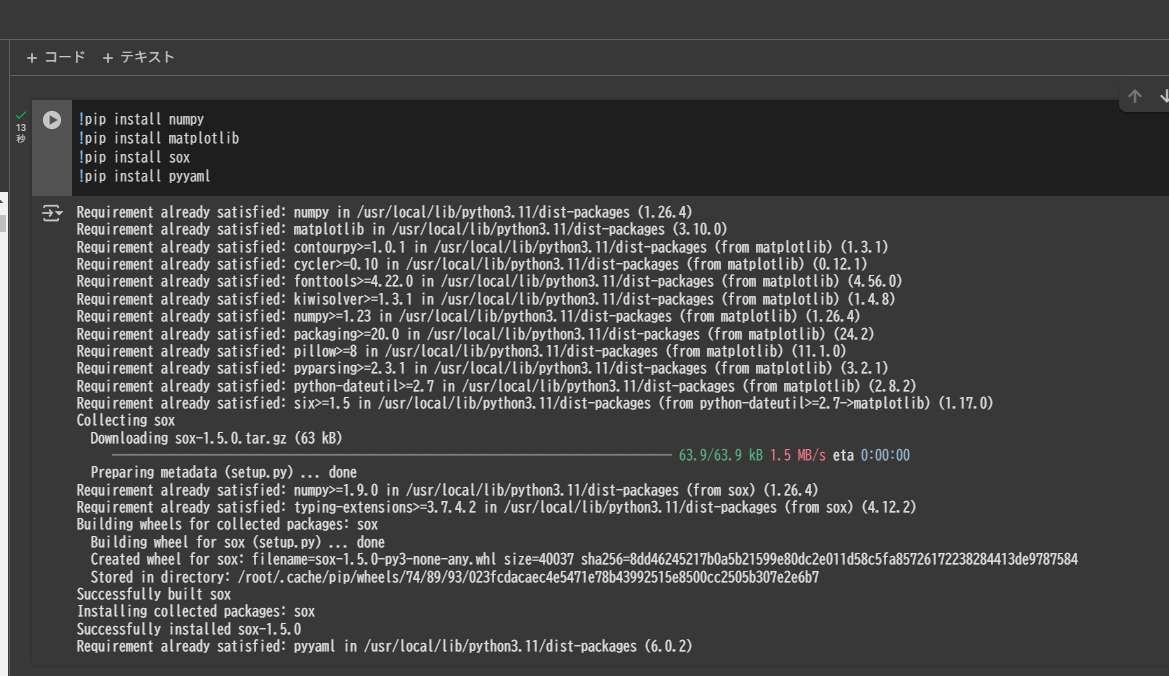 + コード + テキスト
13
秒
!pip install numpy
!pip install matplotlib
!pip install sox
!pip install pyyaml
Requirement already satisfied: numpy in /usr/local/lib/python3.11/dist-packages (1.26.4)
Requirement already satisfied: matplotlib in /usr/local/lib/python3.11/dist-packages (3.10.0)
Requirement already satisfied: contourpy>=1.0.1 in /usr/local/lib/python3.11/dist-packages (from matplotlib) (1.3.1)
Requirement already satisfied: cycler>=0.10 in /usr/local/lib/python3.11/dist-packages (from matplotlib) (0.12.1)
Requirement already satisfied: fonttools>=4.22.0 in /usr/local/lib/python3.11/dist-packages (from matplotlib) (4.56.0)
Requirement already satisfied: kiwisolver>=1.3.1 in /usr/local/lib/python3.11/dist-packages (from matplotlib) (1.4.8)
Requirement already satisfied: numpy>=1.23 in /usr/local/lib/python3.11/dist-packages (from matplotlib) (1.26.4)
Requirement already satisfied: packaging>=20.0 in /usr/local/lib/python3.11/dist-packages (from matplotlib) (24.2)
Requirement already satisfied: pillow>=8 in /usr/local/lib/python3.11/dist-packages (from matplotlib) (11.1.0)
Requirement already satisfied: pyparsing>=2.3.1 in /usr/local/lib/python3.11/dist-packages (from matplotlib) (3.2.1)
Requirement already satisfied: python-dateutil>=2.7 in /usr/local/lib/python3.11/dist-packages (from matplotlib) (2.8.2)
Requirement already satisfied: six>=1.5 in /usr/local/lib/python3.11/dist-packages (from python-dateutil>=2.7->matplotlib) (1.17.0)
Collecting sox
Downloading sox-1.5.0.tar.gz (63 kB)
63.9/63.9 kB 1.5 MB/s eta 0:00:00
Preparing metadata (setup.py) ... done
Requirement already satisfied: numpy>=1.9.0 in /usr/local/lib/python3.11/dist-packages (from sox) (1.26.4)
Requirement already satisfied: typing-extensions>=3.7.4.2 in /usr/local/lib/python3.11/dist-packages (from sox) (4.12.2)
Building wheels for collected packages: sox
Building wheel for sox (setup.py) ... done
Created wheel for sox: filename=sox-1.5.0-py3-none-any.whl size=40037 sha256=8dd46245217b0a5b21599e80dc2e011d58c5fa85726172238284413de9787584
Stored in directory: /root/.cache/pip/wheels/74/89/93/023fcdacaec4e5471e78b43992515e8500cc2505b307e2e6b7
Successfully built sox
Installing collected packages: sox
Successfully installed sox-1.5.0
Requirement already satisfied: pyyaml in /usr/local/lib/python3.11/dist-packages (6.0.2)